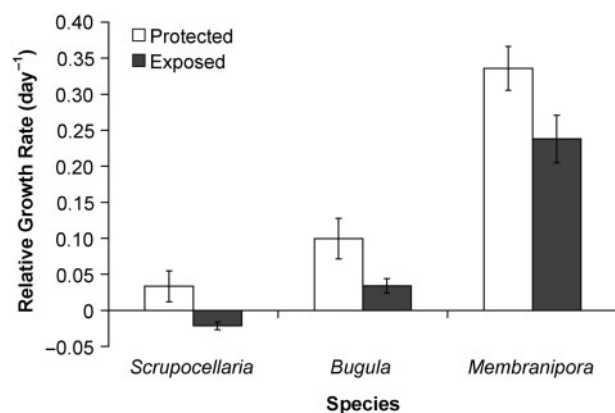 Relative Growth Rate (day⁻¹)
0.40
0.35
0.30
0.25
0.20
0.15
0.10
0.05
0
−0.05
Protected
Exposed
Scrupocellaria
Bugula
Membranipora
Species